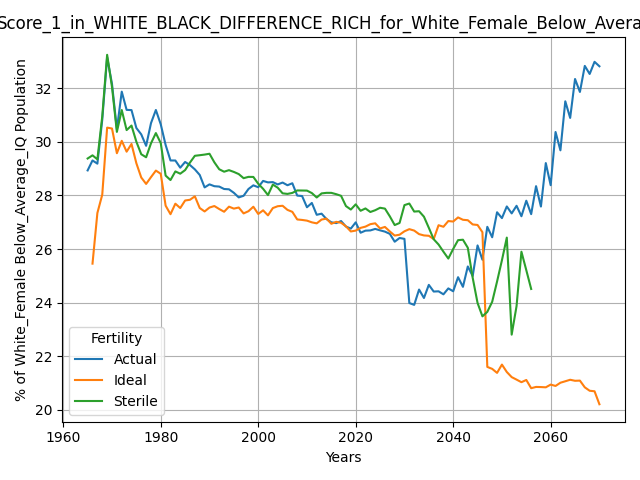 Score_1_in_WHITE_BLACK_DIFFERENCE_RICH_for_White_Female_Below_Avera
% of White_Female Below_Average_IQ Population
32
30
28
26
24
22
20
Fertility
Actual
Ideal
Sterile
1960 1980 2000 2020 2040 2060
Years